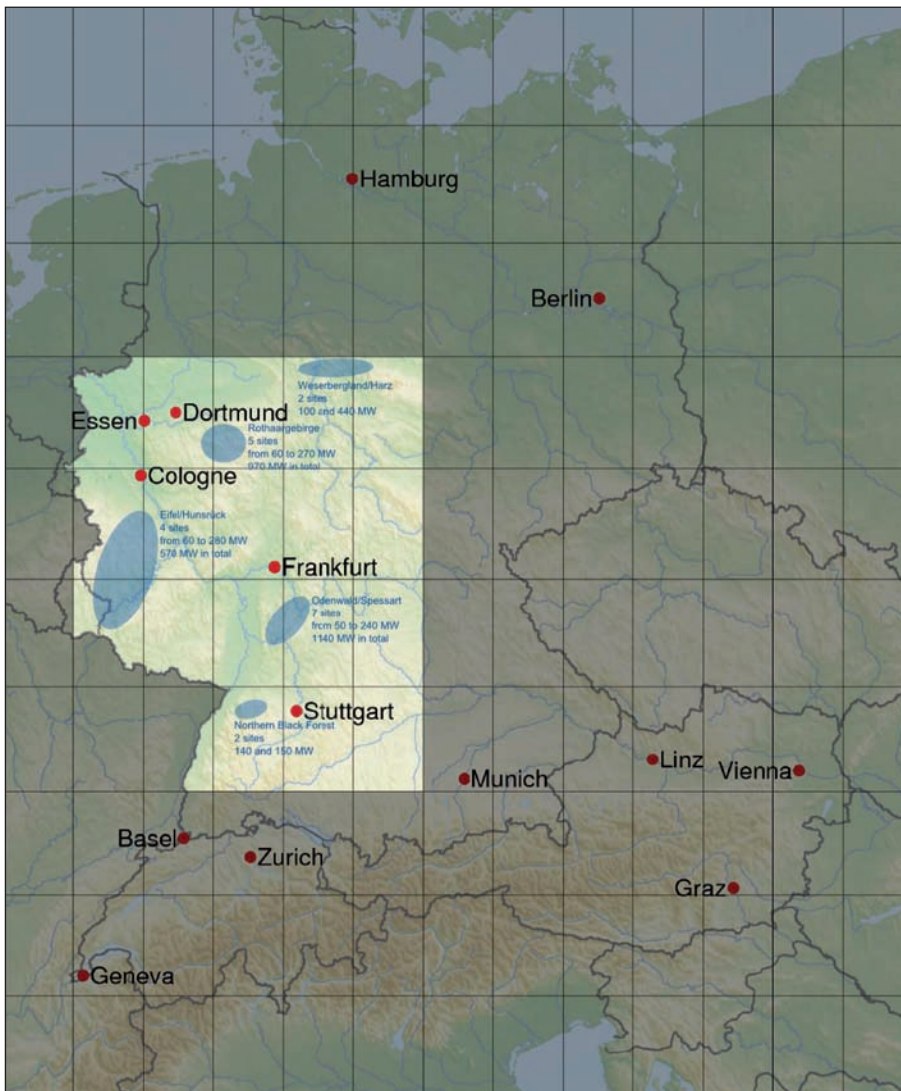 Hamburg
Berlin
Weserbergland/Harz
2 sites
100 and 440 MW
Dortmund
Essen
Rothaargebirge
5 sites
from 60 to 270 MW
970 MW in total
Cologne
Eifel/Hunsrück
4 sites
from 60 to 280 MW
570 MW in total
Frankfurt
Odenwald/Spessart
7 sites
from 50 to 240 MW
1140 MW in total
Stuttgart
Northern Black Forest
2 sites
140 and 150 MW
Munich
Linz
Vienna
Basel
Zurich
Graz
Geneva